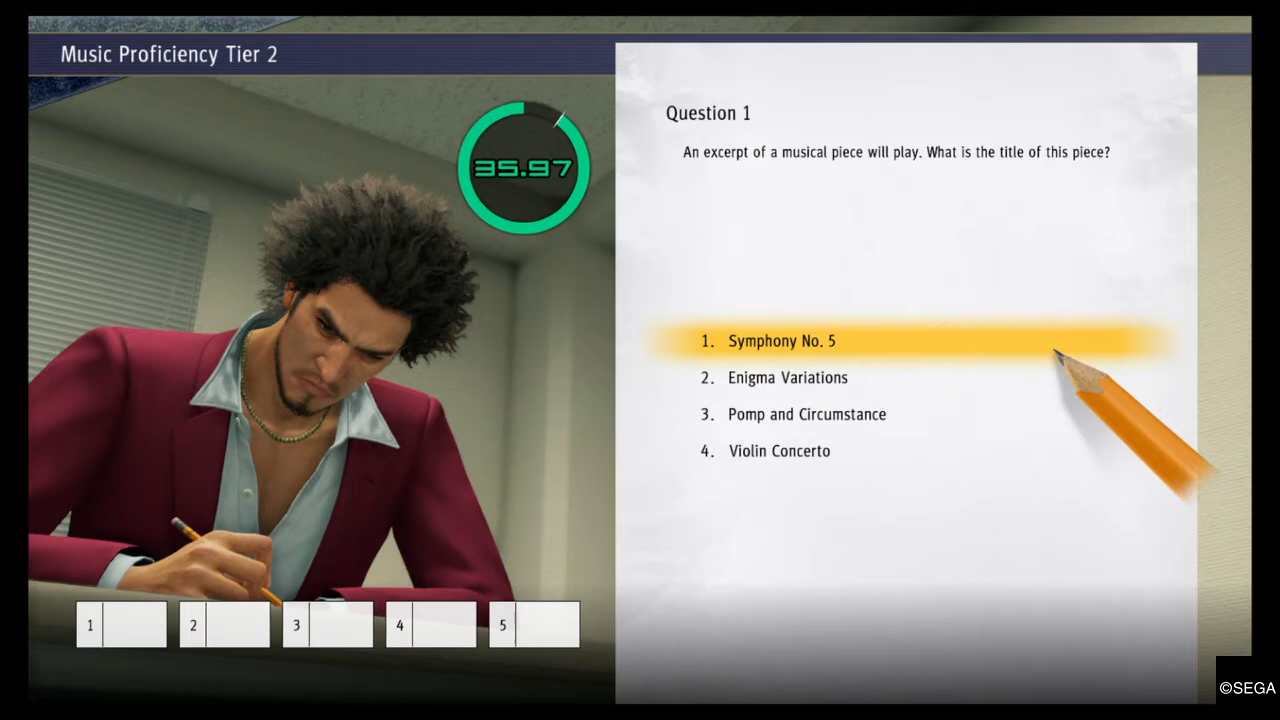 Music Proficiency Tier 2
35.97
Question 1
An excerpt of a musical piece will play. What is the title of this piece?
1. Symphony No. 5
2. Enigma Variations
3. Pomp and Circumstance
4. Violin Concerto
1
2
3
4
5
©SEGA